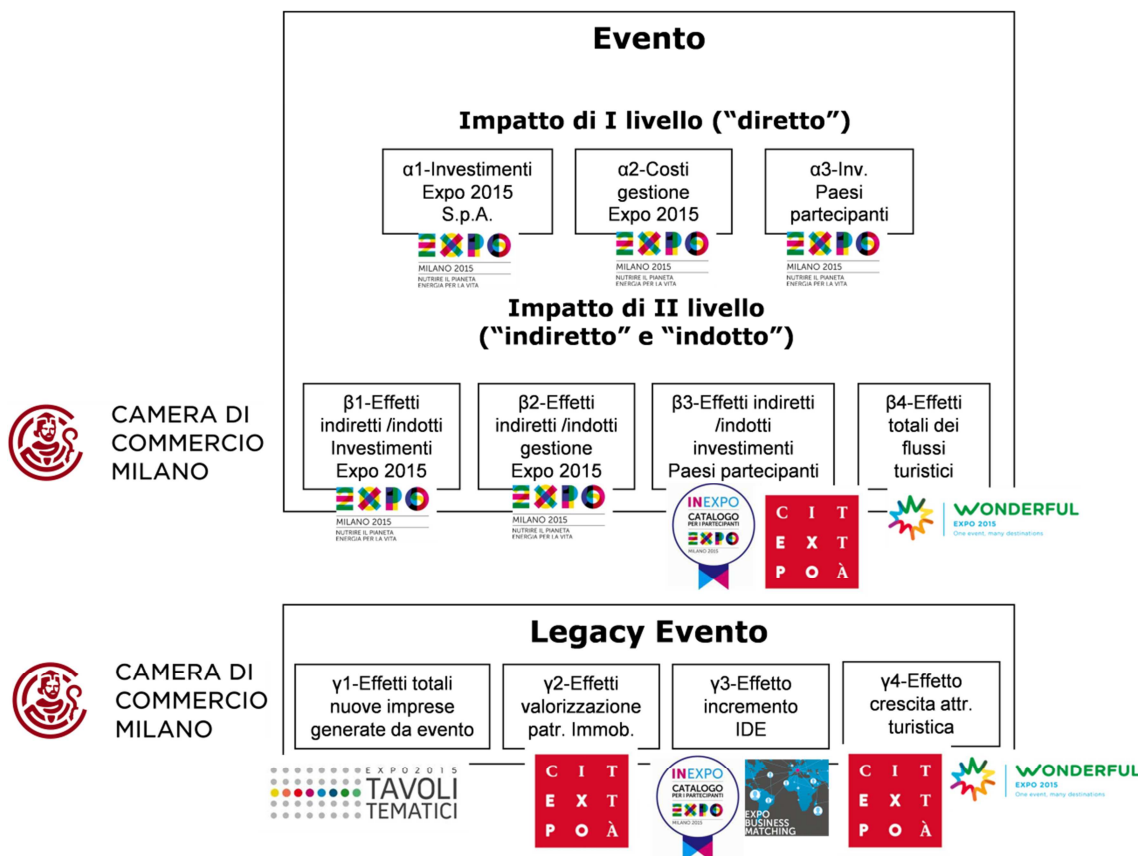 Evento
Impatto di I livello (“diretto”)
α1-Investimenti
Expo 2015
S.p.A.
α2-Costi
gestione
Expo 2015
α3-Inv.
Paesi
partecipanti
EXPO
MILANO 2015
NUTRIRE IL PIANETA
ENERGIA PER LA VITA
EXPO
MILANO 2015
NUTRIRE IL PIANETA
ENERGIA PER LA VITA
EXPO
MILANO 2015
NUTRIRE IL PIANETA
ENERGIA PER LA VITA
Impatto di II livello
(“indiretto” e “indotto”)
CAMERA DI
COMMERCIO
MILANO
β1-Effetti
indiretti /indotti
Investimenti
Expo 2015
β2-Effetti
indiretti /indotti
gestione
Expo 2015
β3-Effetti indiretti
/indotti
investimenti
Paesi partecipanti
β4-Effetti
totali dei
flussi
turistici
EXPO
MILANO 2015
NUTRIRE IL PIANETA
ENERGIA PER LA VITA
EXPO
MILANO 2015
NUTRIRE IL PIANETA
ENERGIA PER LA VITA
INEXPO
CATALOGO
PER I PARTECIPANTI
EXPO
MILANO 2015
C I T
E X T
P O À
WONDERFUL
EXPO 2015
One event, many destinations
Legacy Evento
CAMERA DI
COMMERCIO
MILANO
γ1-Effetti totali
nuove imprese
generate da evento
γ2-Effetti
valorizzazione
patr. Immob.
γ3-Effetto
incremento
IDE
γ4-Effetto
crescita attr.
turistica
EXPO2015
TAVOLI
TEMATICI
C I T
E X T
P O À
INEXPO
CATALOGO
PER I PARTECIPANTI
EXPO
MILANO 2015
EXPO
BUSINESS
MATCHING
C I T
E X T
P O À
WONDERFUL
EXPO 2015
One event, many destinations